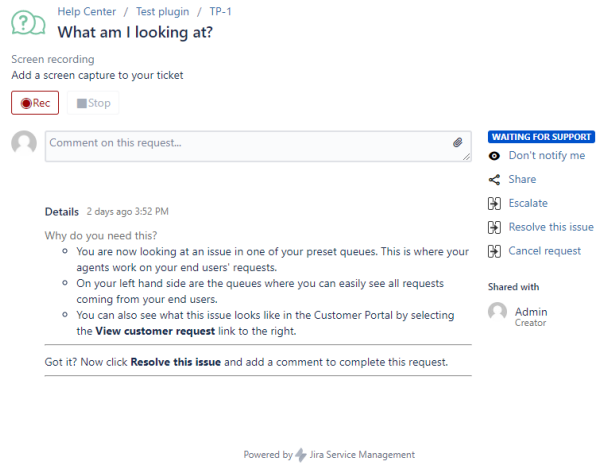 Help Center / Test plugin / TP-1
What am I looking at?
Screen recording
Add a screen capture to your ticket
Rec
Stop
Comment on this request...
WAITING FOR SUPPORT
Don't notify me
Share
Escalate
Resolve this issue
Cancel request
Shared with
Admin
Creator
Details 2 days ago 3:52 PM
Why do you need this?
You are now looking at an issue in one of your preset queues. This is where your
agents work on your end users' requests.
On your left hand side are the queues where you can easily see all requests
coming from your end users.
You can also see what this issue looks like in the Customer Portal by selecting
the View customer request link to the right.
Got it? Now click Resolve this issue and add a comment to complete this request.
Powered by Jira Service Management